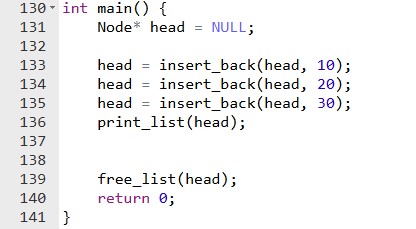 130 int main() {
131     Node* head = NULL;
132
133     head = insert_back(head, 10);
134     head = insert_back(head, 20);
135     head = insert_back(head, 30);
136     print_list(head);
137
138
139     free_list(head);
140     return 0;
141 }